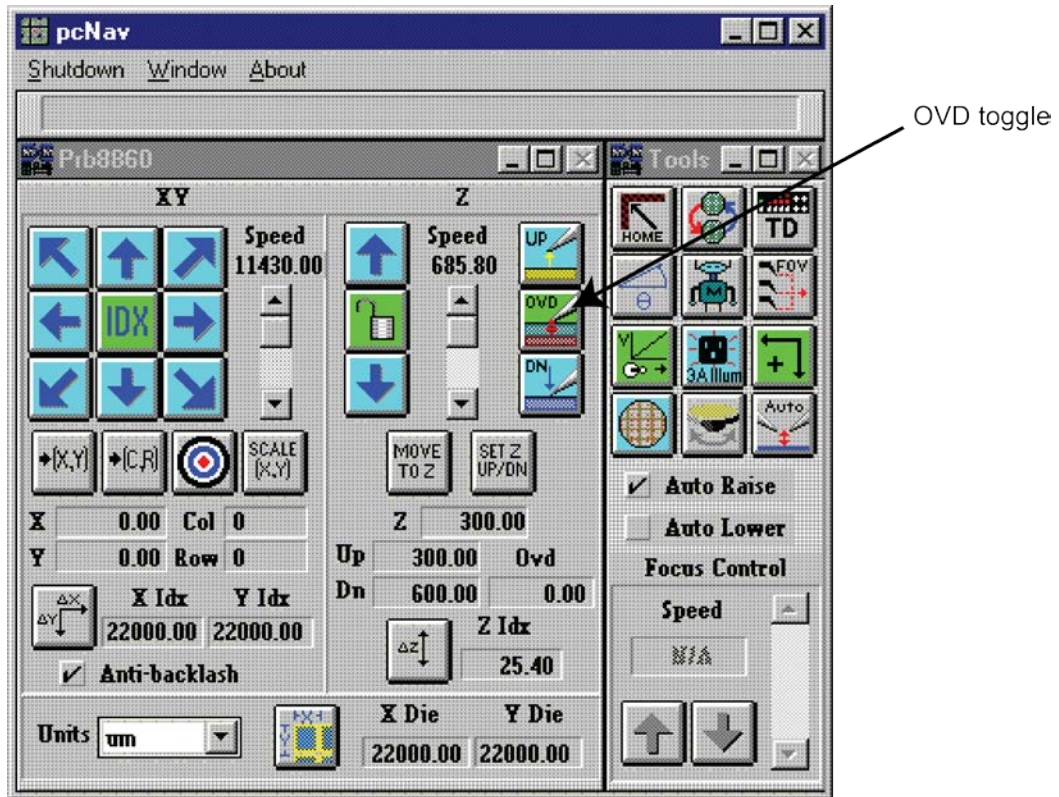 pcNav
Shutdown Window About
OVD toggle
Prb8860
XY
Speed
11430.00
IDX
→(X,Y)
→(C,R)
SCALE
(X,Y)
X 0.00 Col 0
Y 0.00 Row 0
ΔX
ΔY
X Idx Y Idx
22000.00 22000.00
Anti-backlash
Z
Speed
685.80
UP
OVD
DN
MOVE
TO Z
SET Z
UP/DN
Z 300.00
Up 300.00 Ovd
Dn 600.00 0.00
ΔZ
Z Idx
25.40
Units um
X
Y
X Die Y Die
22000.00 22000.00
Tools
HOME
TD
θ
M
FOV
V
3A Illum
+
Auto
Auto Raise
Auto Lower
Focus Control
Speed
N/A